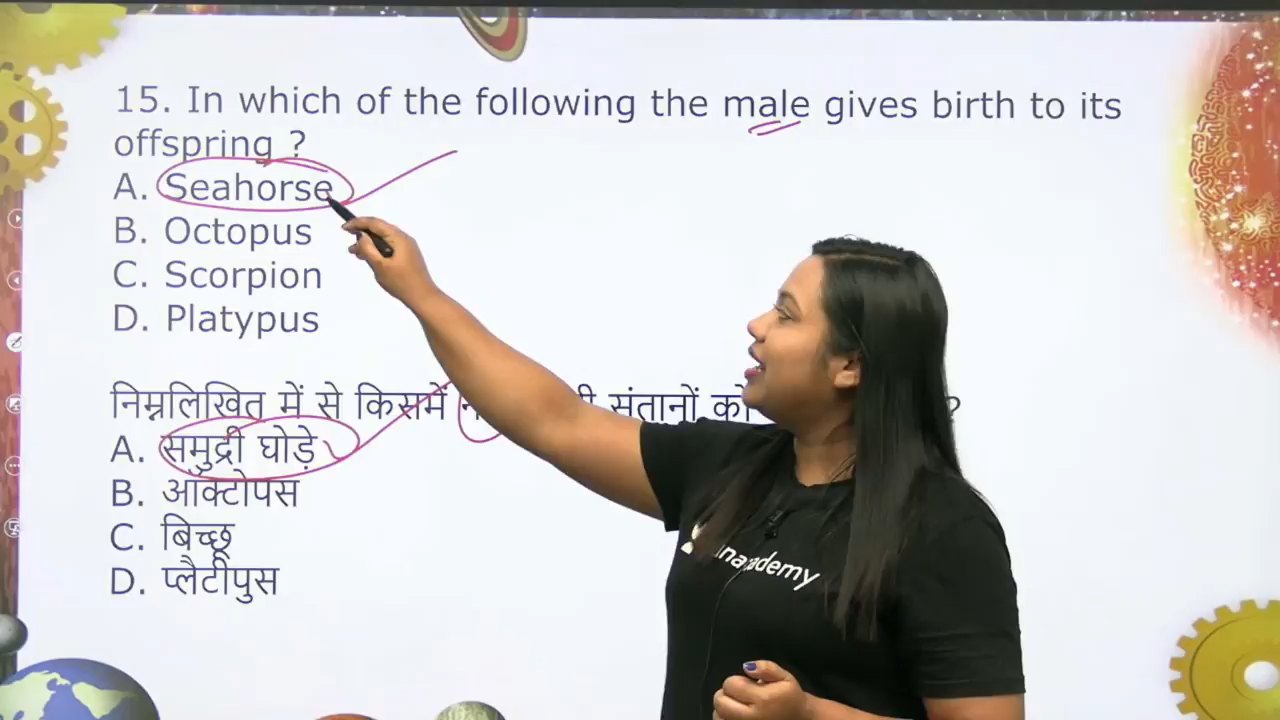 15. In which of the following the male gives birth to its
offspring ?
A. Seahorse
B. Octopus
C. Scorpion
D. Platypus
निम्नलिखित में से किसमें संतानों को ?
A. समुद्री घोड़े
B. ऑक्टोपस
C. बिच्छू
D. प्लैटीपुस